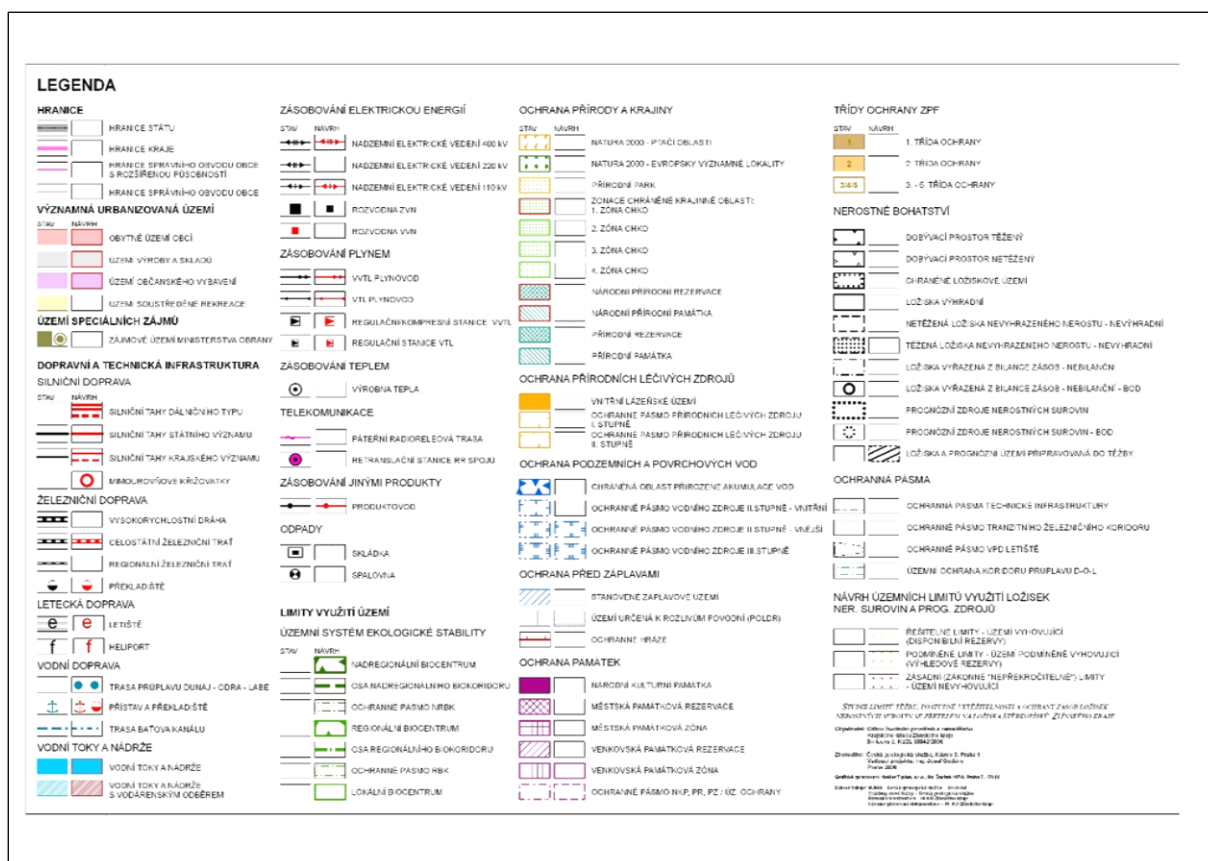 LEGENDA
HRANICE
HRANICE STÁTU
HRANICE KRAJE
HRANICE SPRÁVNÍHO OBVODU OBCE
S ROZŠÍŘENOU PŮSOBNOSTÍ
HRANICE SPRÁVNÍHO OBVODU OBCE
VÝZNAMNÁ URBANIZOVANÁ ÚZEMÍ
STAV NÁVRH
OBYTNÉ ÚZEMÍ OBCÍ
ÚZEMÍ VÝROBY A SKLADŮ
ÚZEMÍ OBČANSKÉHO VYBAVENÍ
ÚZEMÍ SOUSTŘEDĚNÉ REKREACE
ÚZEMÍ SPECIÁLNÍCH ZÁJMŮ
ZÁJMOVÉ ÚZEMÍ MINISTERSTVA OBRANY
DOPRAVNÍ A TECHNICKÁ INFRASTRUKTURA
SILNIČNÍ DOPRAVA
STAV NÁVRH
SILNIČNÍ TAHY DÁLNIČNÍHO TYPU
SILNIČNÍ TAHY STÁTNÍHO VÝZNAMU
SILNIČNÍ TAHY KRAJSKÉHO VÝZNAMU
MIMOÚROVŇOVÉ KŘIŽOVATKY
ŽELEZNIČNÍ DOPRAVA
VYSOKORYCHLOSTNÍ DRÁHA
CELOSTÁTNÍ ŽELEZNIČNÍ TRAŤ
REGIONÁLNÍ ŽELEZNIČNÍ TRAŤ
PŘEKLADIŠTĚ
LETECKÁ DOPRAVA
e e LETIŠTĚ
f f HELIPORT
VODNÍ DOPRAVA
TRASA PRŮPLAVU DUNAJ - ODRA - LABE
PŘÍSTAV A PŘEKLADIŠTĚ
TRASA BAŤOVA KANÁLU
VODNÍ TOKY A NÁDRŽE
VODNÍ TOKY A NÁDRŽE
VODNÍ TOKY A NÁDRŽE
S VODÁRENSKÝM ODBĚREM
ZÁSOBOVÁNÍ ELEKTRICKOU ENERGIÍ
STAV NÁVRH
NADZEMNÍ ELEKTRICKÉ VEDENÍ 400 kV
NADZEMNÍ ELEKTRICKÉ VEDENÍ 220 kV
NADZEMNÍ ELEKTRICKÉ VEDENÍ 110 kV
ROZVODNA ZVN
ROZVODNA VVN
ZÁSOBOVÁNÍ PLYNEM
VVTL PLYNOVOD
VTL PLYNOVOD
REGULAČNÍ/KOMPRESNÍ STANICE VVTL
REGULAČNÍ STANICE VTL
ZÁSOBOVÁNÍ TEPLEM
VÝROBNA TEPLA
TELEKOMUNIKACE
PÁTEŘNÍ RADIORELEOVÁ TRASA
RETRANSLAČNÍ STANICE RR SPOJŮ
ZÁSOBOVÁNÍ JINÝMI PRODUKTY
PRODUKTOVOD
ODPADY
SKLÁDKA
SPALOVNA
LIMITY VYUŽITÍ ÚZEMÍ
ÚZEMNÍ SYSTÉM EKOLOGICKÉ STABILITY
STAV NÁVRH
NADREGIONÁLNÍ BIOCENTRUM
OSA NADREGIONÁLNÍHO BIOKORIDORU
OCHRANNÉ PÁSMO NRBK
REGIONÁLNÍ BIOCENTRUM
OSA REGIONÁLNÍHO BIOKORIDORU
OCHRANNÉ PÁSMO RBK
LOKÁLNÍ BIOCENTRUM
OCHRANA PŘÍRODY A KRAJINY
STAV NÁVRH
NATURA 2000 - PTAČÍ OBLASTI
NATURA 2000 - EVROPSKY VÝZNAMNÉ LOKALITY
PŘÍRODNÍ PARK
ZONACE CHRÁNĚNÉ KRAJINNÉ OBLASTI:
1. ZÓNA CHKO
2. ZÓNA CHKO
3. ZÓNA CHKO
4. ZÓNA CHKO
NÁRODNÍ PŘÍRODNÍ REZERVACE
NÁRODNÍ PŘÍRODNÍ PAMÁTKA
PŘÍRODNÍ REZERVACE
PŘÍRODNÍ PAMÁTKA
OCHRANA PŘÍRODNÍCH LÉČIVÝCH ZDROJŮ
VNITŘNÍ LÁZEŇSKÉ ÚZEMÍ
OCHRANNÉ PÁSMO PŘÍRODNÍCH LÉČIVÝCH ZDROJŮ
I. STUPNĚ
OCHRANNÉ PÁSMO PŘÍRODNÍCH LÉČIVÝCH ZDROJŮ
II. STUPNĚ
OCHRANA PODZEMNÍCH A POVRCHOVÝCH VOD
CHRÁNĚNÁ OBLAST PŘIROZENÉ AKUMULACE VOD
OCHRANNÉ PÁSMO VODNÍHO ZDROJE II.STUPNĚ - VNITŘNÍ
OCHRANNÉ PÁSMO VODNÍHO ZDROJE II.STUPNĚ - VNĚJŠÍ
OCHRANNÉ PÁSMO VODNÍHO ZDROJE III.STUPNĚ
OCHRANA PŘED ZÁPLAVAMI
STANOVENÉ ZÁPLAVOVÉ ÚZEMÍ
ÚZEMÍ URČENÁ K ROZLIVŮM POVODNÍ (POLDR)
OCHRANNÉ HRÁZE
OCHRANA PAMÁTEK
NÁRODNÍ KULTURNÍ PAMÁTKA
MĚSTSKÁ PAMÁTKOVÁ REZERVACE
MĚSTSKÁ PAMÁTKOVÁ ZÓNA
VENKOVSKÁ PAMÁTKOVÁ REZERVACE
VENKOVSKÁ PAMÁTKOVÁ ZÓNA
OCHRANNÉ PÁSMO NKP, PR, PZ / ÚZ. OCHRANY
TŘÍDY OCHRANY ZPF
STAV NÁVRH
1 1. TŘÍDA OCHRANY
2 2. TŘÍDA OCHRANY
3/4/5 3. - 5. TŘÍDA OCHRANY
NEROSTNÉ BOHATSTVÍ
DOBÝVACÍ PROSTOR TĚŽENÝ
DOBÝVACÍ PROSTOR NETĚŽENÝ
CHRÁNĚNÉ LOŽISKOVÉ ÚZEMÍ
LOŽISKA VÝHRADNÍ
NETĚŽENÁ LOŽISKA NEVYHRAZENÉHO NEROSTU - NEVÝHRADNÍ
TĚŽENÁ LOŽISKA NEVYHRAZENÉHO NEROSTU - NEVÝHRADNÍ
LOŽISKA VYŘAZENÁ Z BILANCE ZÁSOB - NEBILANČNÍ
LOŽISKA VYŘAZENÁ Z BILANCE ZÁSOB - NEBILANČNÍ - BOD
PROGNÓZNÍ ZDROJE NEROSTNÝCH SUROVIN
PROGNÓZNÍ ZDROJE NEROSTNÝCH SUROVIN - BOD
LOŽISKA A PROGNÓZNÍ ÚZEMÍ PŘIPRAVOVANÁ DO TĚŽBY
OCHRANNÁ PÁSMA
OCHRANNÁ PÁSMA TECHNICKÉ INFRASTRUKTURY
OCHRANNÉ PÁSMO TRANZITNÍHO ŽELEZNIČNÍHO KORIDORU
OCHRANNÉ PÁSMO VPD LETIŠTĚ
ÚZEMNÍ OCHRANA KORIDORU PRŮPLAVU D-O-L
NÁVRH ÚZEMNÍCH LIMITŮ VYUŽITÍ LOŽISEK
NER. SUROVIN A PROG. ZDROJŮ
ŘEŠITELNÉ LIMITY - ÚZEMÍ VYHOVUJÍCÍ
(DISPONIBILNÍ REZERVY)
PODMÍNĚNÉ LIMITY - ÚZEMÍ PODMÍNĚNĚ VYHOVUJÍCÍ
(VÝHLEDOVÉ REZERVY)
ZÁSADNÍ (ZÁKONNĚ "NEPŘEKROČITELNÉ") LIMITY
- ÚZEMÍ NEVYHOVUJÍCÍ